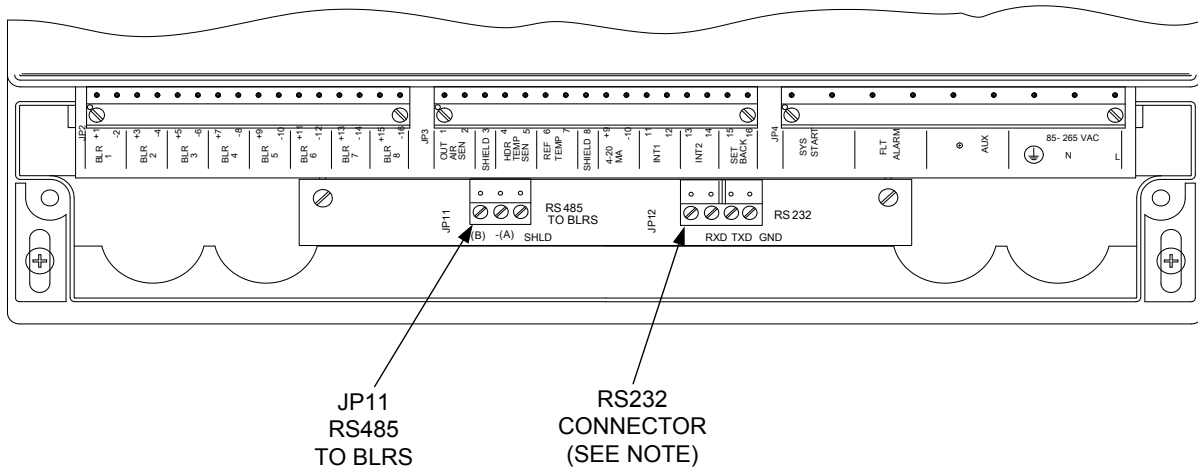 JP2
+1 -2 +3 -4 +5 -6 +7 -8 +9 -10 +11 -12 +13 -14 +15 -16
BLR 1
BLR 2
BLR 3
BLR 4
BLR 5
BLR 6
BLR 7
BLR 8
JP3
1 2 3 4 5 6 7 8 +9 -10 11 12 13 14 15 16
OUT AIR SEN
SHIELD
HDR TEMP SEN
REF TEMP
SHIELD
4-20 MA
INT1
INT2
SET BACK
JP4
SYS START
FLT ALARM
AUX
85- 265 VAC
N
L
JP11
RS485
TO BLRS
(B) -(A) SHLD
JP12
RS232
RXD TXD GND
JP11
RS485
TO BLRS
RS232
CONNECTOR
(SEE NOTE)